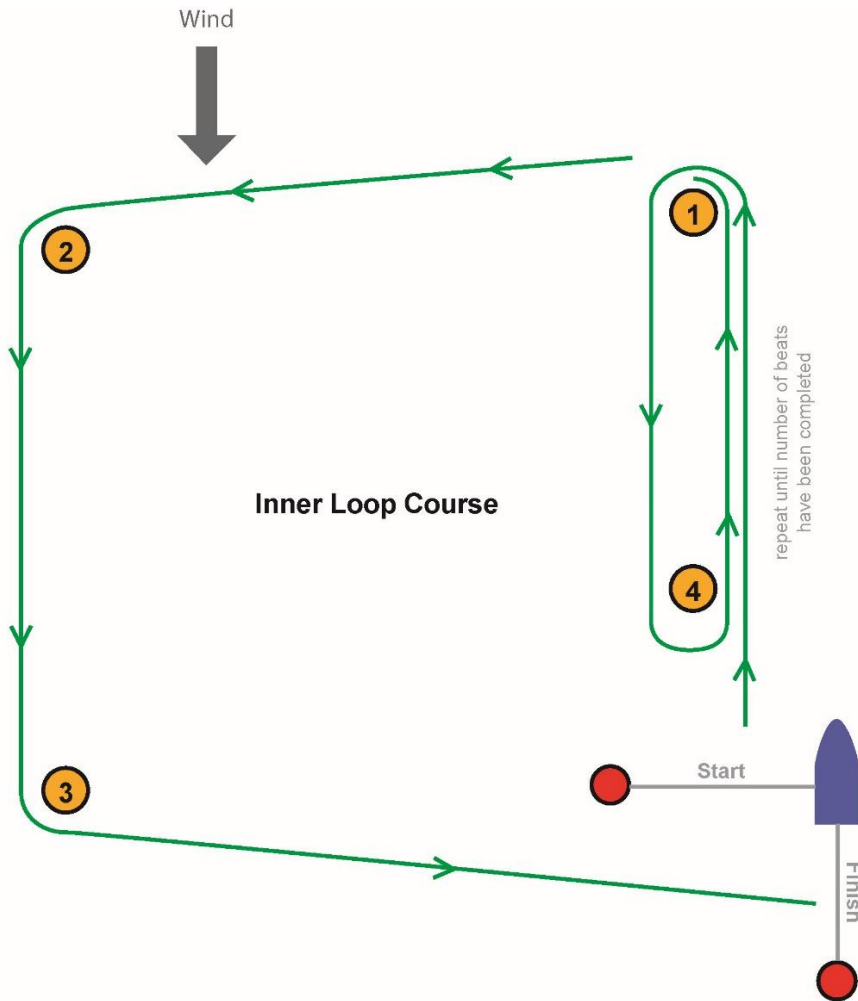 Wind
1
2
repeat until number of beats
have been completed
Inner Loop Course
4
3
Start
Finish